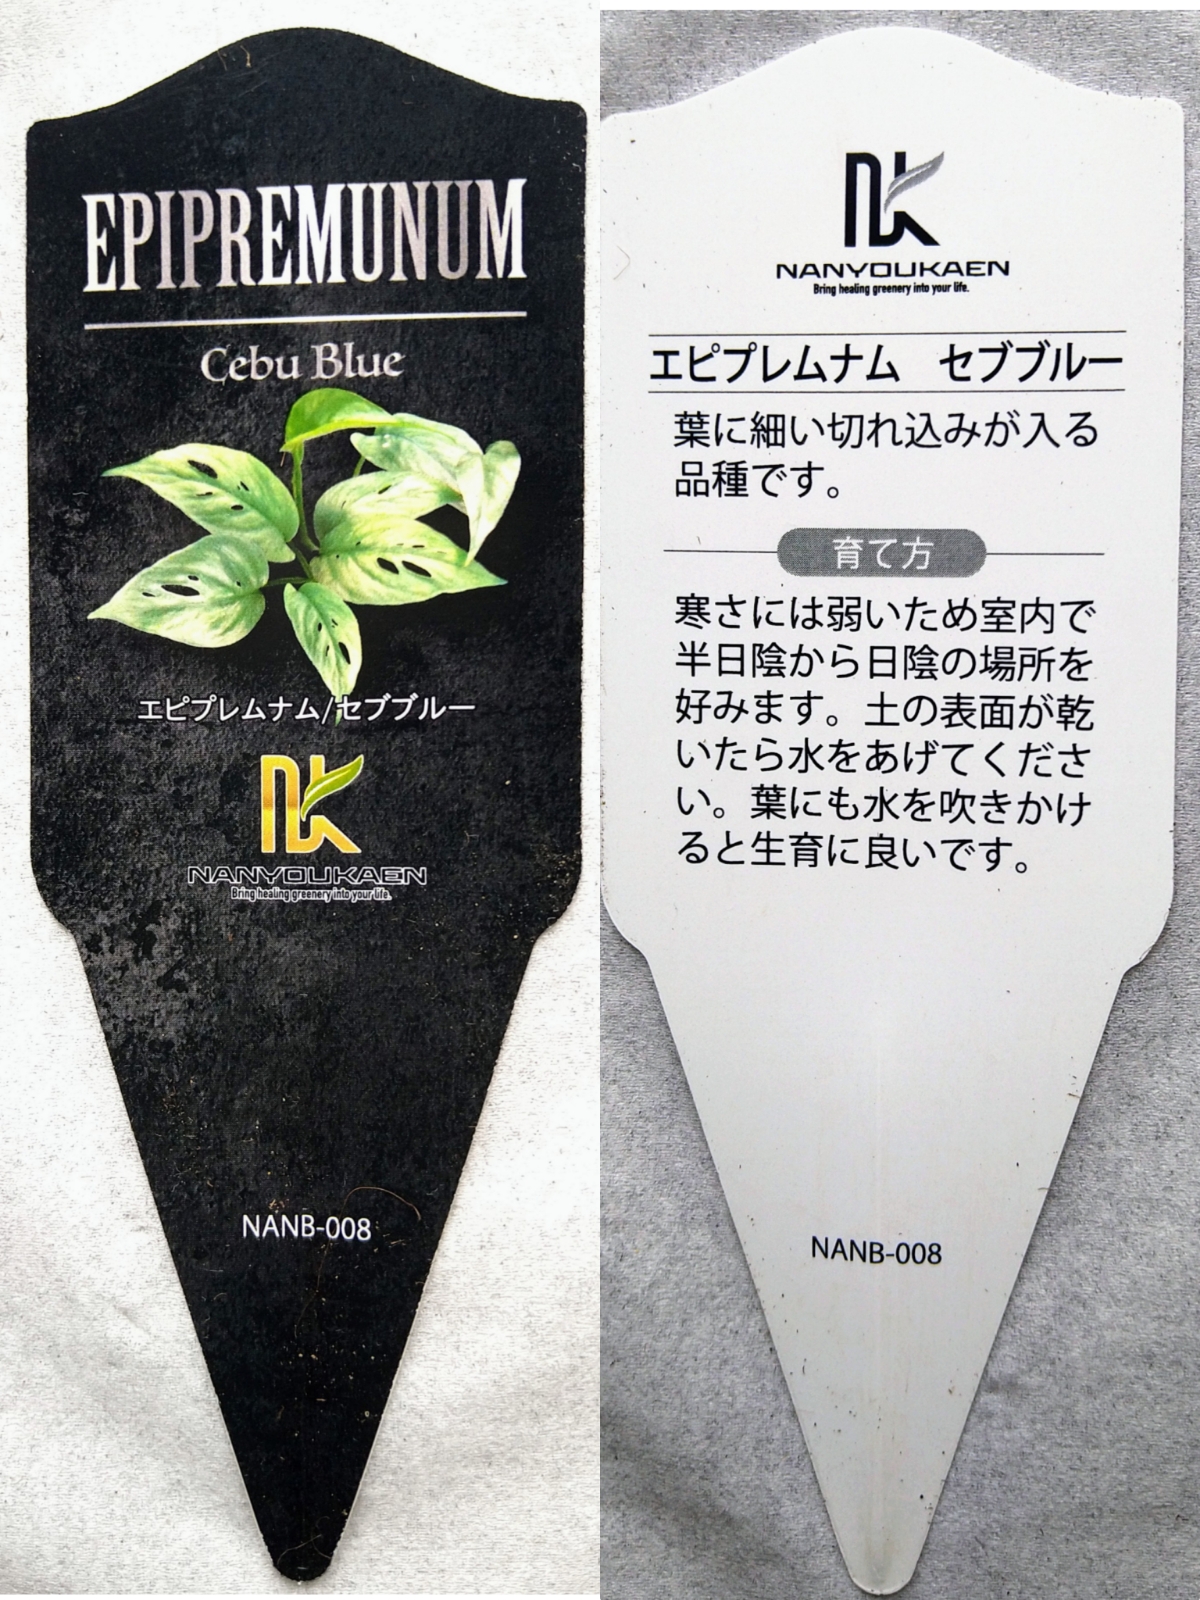 EPIPREMUNUM
Cebu Blue
エピプレムナム/セブブルー
NK
NANYOUKAEN
Bring healing greenery into your life.
NANB-008
NK
NANYOUKAEN
Bring healing greenery into your life.
エピプレムナム　セブブルー
葉に細い切れ込みが入る
品種です。
育て方
寒さには弱いため室内で
半日陰から日陰の場所を
好みます。土の表面が乾
いたら水をあげてくださ
い。葉にも水を吹きかけ
ると生育に良いです。
NANB-008